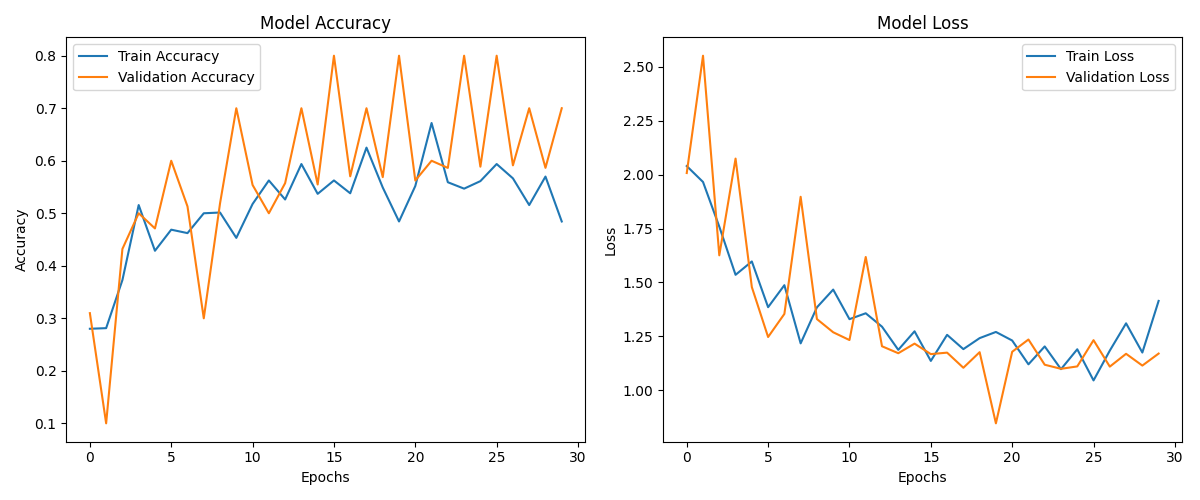 Model Accuracy
Train Accuracy
Validation Accuracy
Accuracy
0.8
0.7
0.6
0.5
0.4
0.3
0.2
0.1
0 5 10 15 20 25 30
Epochs
Model Loss
Train Loss
Validation Loss
Loss
2.50
2.25
2.00
1.75
1.50
1.25
1.00
0 5 10 15 20 25 30
Epochs